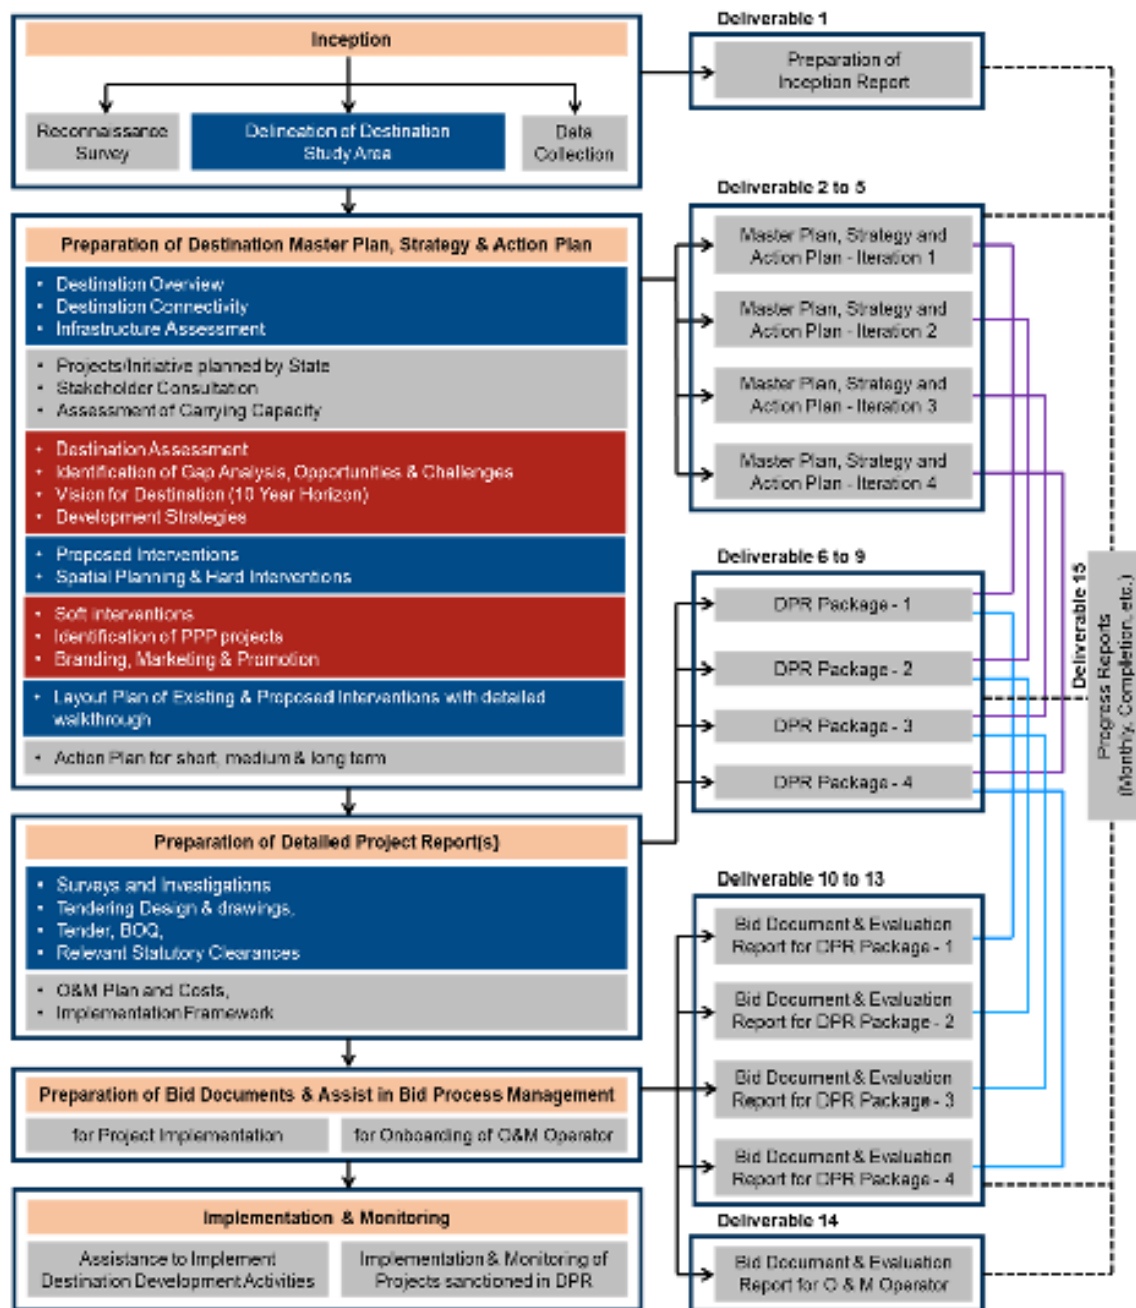 Inception
Reconnaissance
Survey
Delineation of Destination
Study Area
Data
Collection
Preparation of Destination Master Plan, Strategy & Action Plan
• Destination Overview
• Destination Connectivity
• Infrastructure Assessment
• Projects/Initiative planned by State
• Stakeholder Consultation
• Assessment of Carrying Capacity
• Destination Assessment
• Identification of Gap Analysis, Opportunities & Challenges
• Vision for Destination (10 Year Horizon)
• Development Strategies
• Proposed Interventions
• Spatial Planning & Hard Interventions
• Soft interventions
• Identification of PPP projects
• Branding, Marketing & Promotion
• Layout Plan of Existing & Proposed Interventions with detailed
walkthrough
• Action Plan for short, medium & long term
Preparation of Detailed Project Report(s)
• Surveys and Investigations
• Tendering Design & drawings,
• Tender, BOQ,
• Relevant Statutory Clearances
• O&M Plan and Costs,
• Implementation Framework
Preparation of Bid Documents & Assist in Bid Process Management
for Project Implementation
for Onboarding of O&M Operator
Implementation & Monitoring
Assistance to Implement
Destination Development Activities
Implementation & Monitoring of
Projects sanctioned in DPR
Deliverable 1
Preparation of
Inception Report
Deliverable 2 to 5
Master Plan, Strategy and
Action Plan - Iteration 1
Master Plan, Strategy and
Action Plan - Iteration 2
Master Plan, Strategy and
Action Plan - Iteration 3
Master Plan, Strategy and
Action Plan - Iteration 4
Deliverable 6 to 9
DPR Package - 1
DPR Package - 2
DPR Package - 3
DPR Package - 4
Deliverable 10 to 13
Bid Document & Evaluation
Report for DPR Package - 1
Bid Document & Evaluation
Report for DPR Package - 2
Bid Document & Evaluation
Report for DPR Package - 3
Bid Document & Evaluation
Report for DPR Package - 4
Deliverable 14
Bid Document & Evaluation
Report for O & M Operator
Deliverable 15
Progress Reports
(Monthly, Completion, etc.)